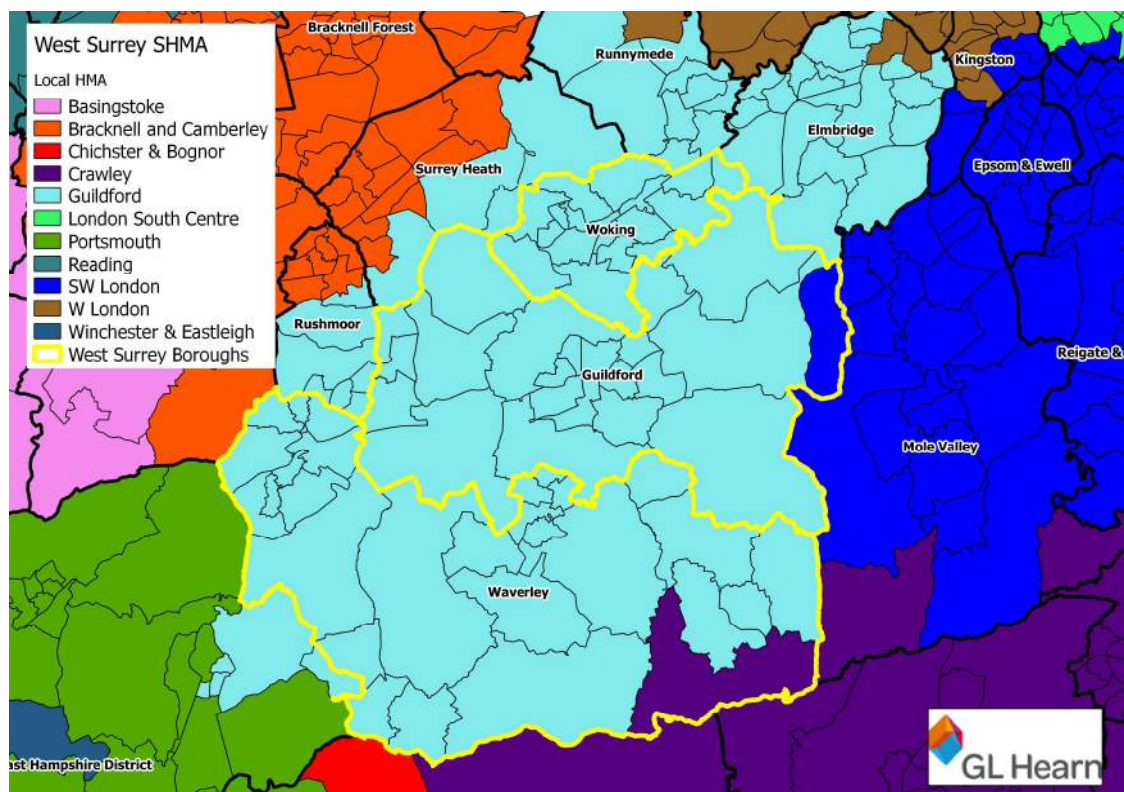 West Surrey SHMA
Local HMA
Basingstoke
Bracknell and Camberley
Chichster & Bognor
Crawley
Guildford
London South Centre
Portsmouth
Reading
SW London
W London
Winchester & Eastleigh
West Surrey Boroughs
Bracknell Forest
Runnymede
Kingston
Elmbridge
Surrey Heath
Epsom & Ewell
Woking
Rushmoor
Reigate &
Guildford
Mole Valley
Waverley
ast Hampshire District
GL Hearn